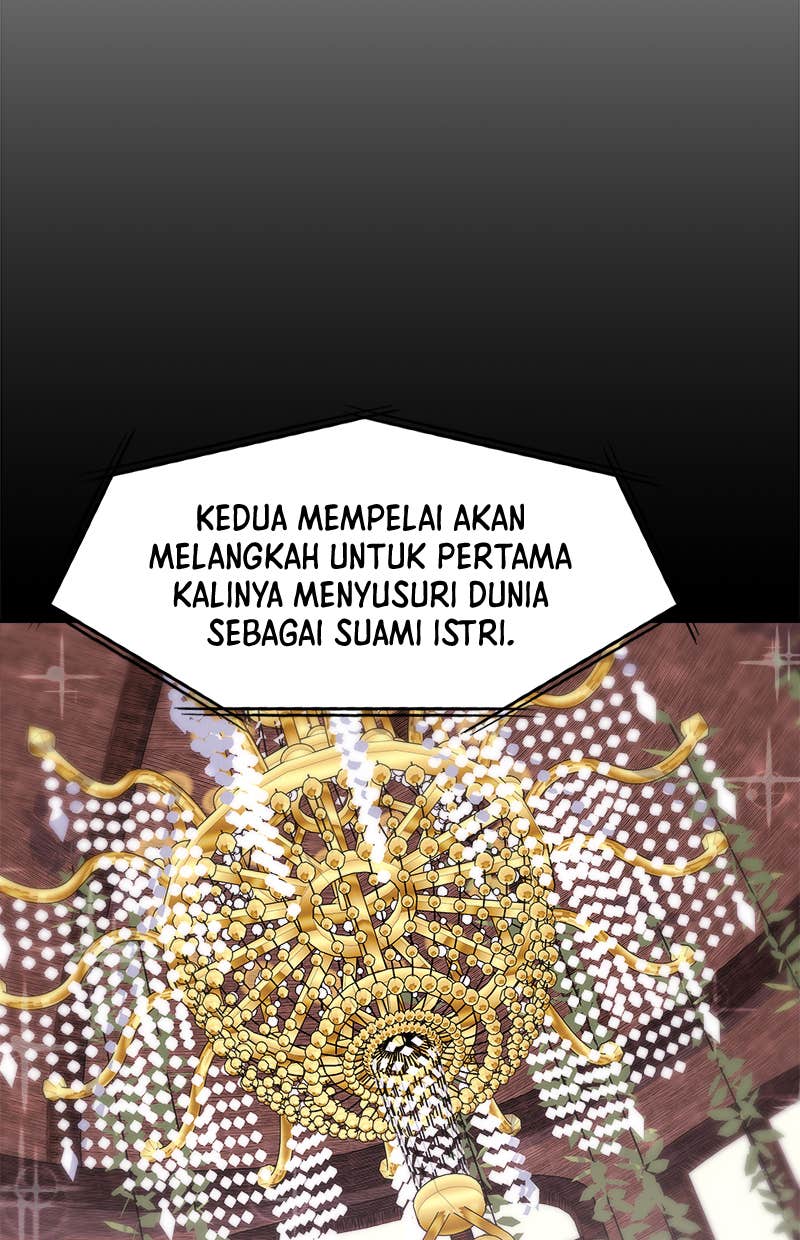 KEDUA MEMPELAI AKAN
MELANGKAH UNTUK PERTAMA
KALINYA MENYUSURI DUNIA
SEBAGAI SUAMI ISTRI.